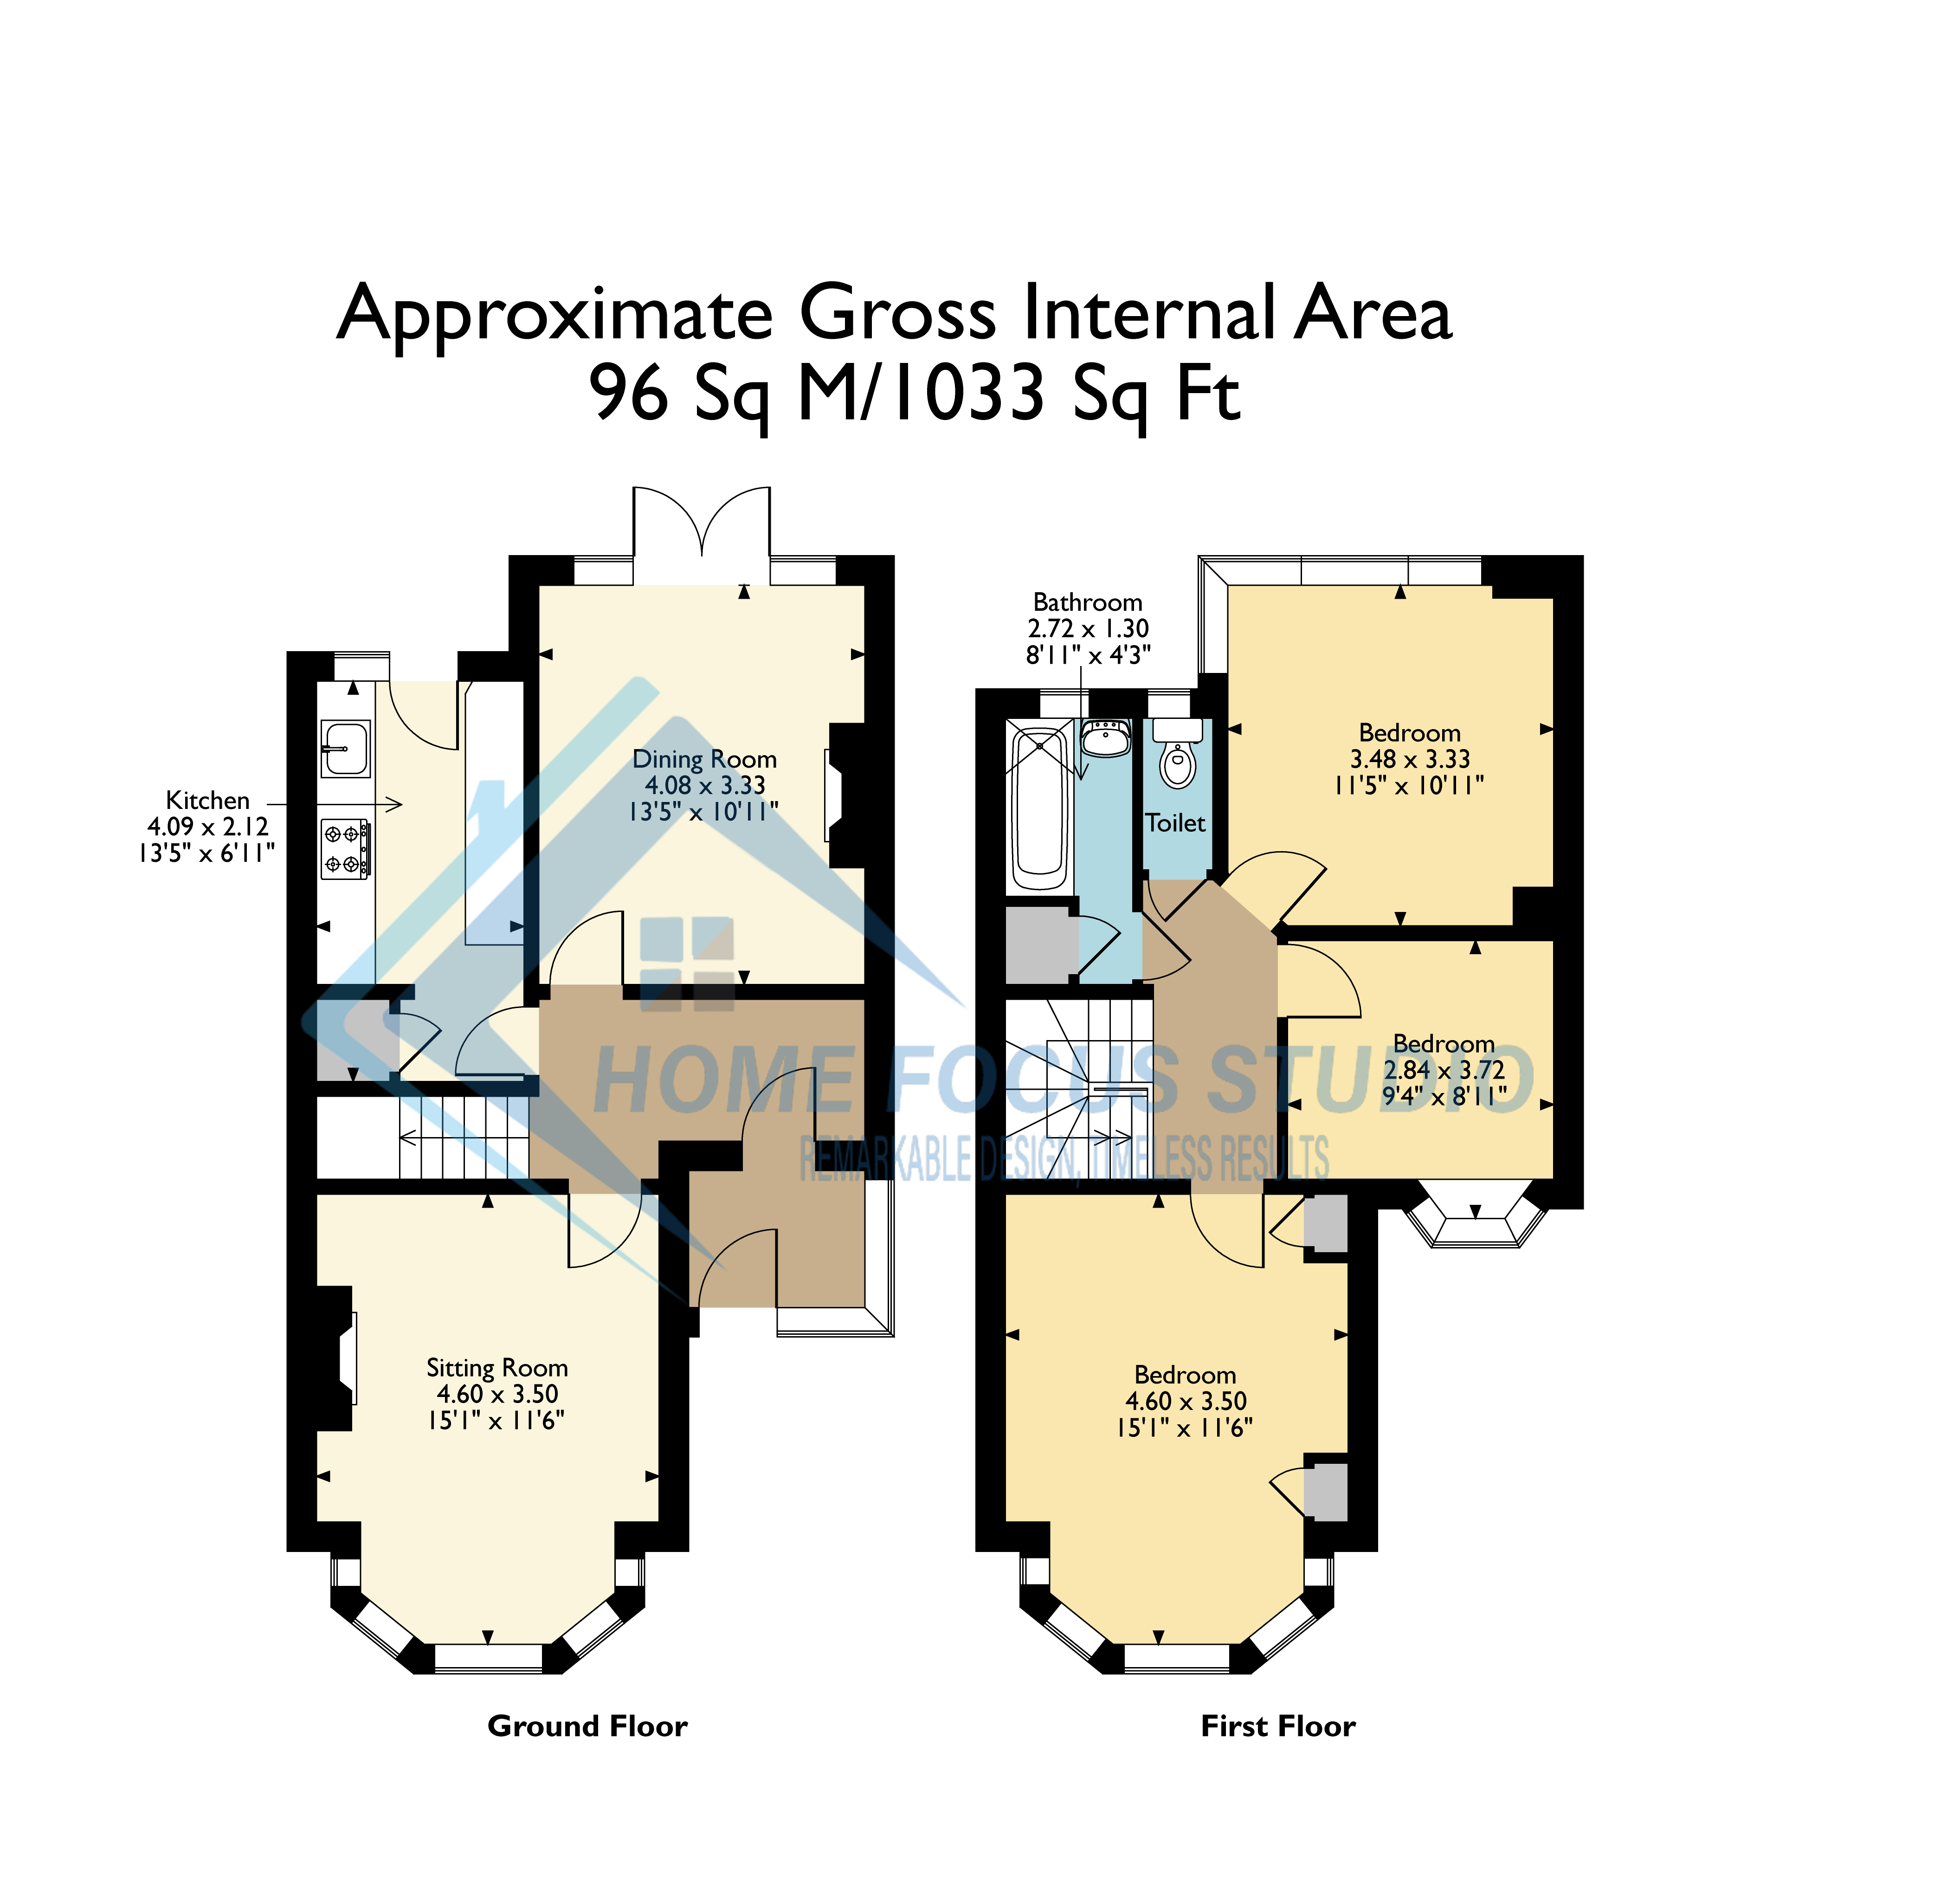 Approximate Gross Internal Area
96 Sq M/1033 Sq Ft
Bathroom
2.72 x 1.30
8'11" x 4'3"
Bedroom
3.48 x 3.33
11'5" x 10'11"
Dining Room
4.08 x 3.33
13'5" x 10'11"
Kitchen
4.09 x 2.12
13'5" x 6'11"
Toilet
Bedroom
2.84 x 3.72
9'4" x 8'11"
HOME FOCUS STUDIO
REMARKABLE DESIGN, TIMELESS RESULTS
Sitting Room
4.60 x 3.50
15'1" x 11'6"
Bedroom
4.60 x 3.50
15'1" x 11'6"
Ground Floor
First Floor